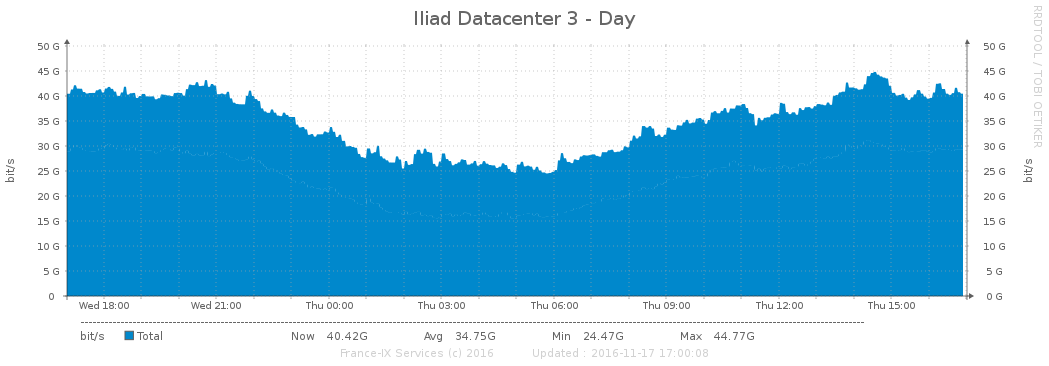 Iliad Datacenter 3 - Day
RRDTOOL / TOBI OETIKER
50 G 50 G
45 G 45 G
40 G 40 G
35 G 35 G
30 G 30 G
25 G 25 G
20 G 20 G
15 G 15 G
10 G 10 G
5 G 5 G
0 0 G
bit/s bit/s
Wed 18:00 Wed 21:00 Thu 00:00 Thu 03:00 Thu 06:00 Thu 09:00 Thu 12:00 Thu 15:00
bit/s Total Now 40.42G Avg 34.75G Min 24.47G Max 44.77G
France-IX Services (c) 2016 Updated : 2016-11-17 17:00:08